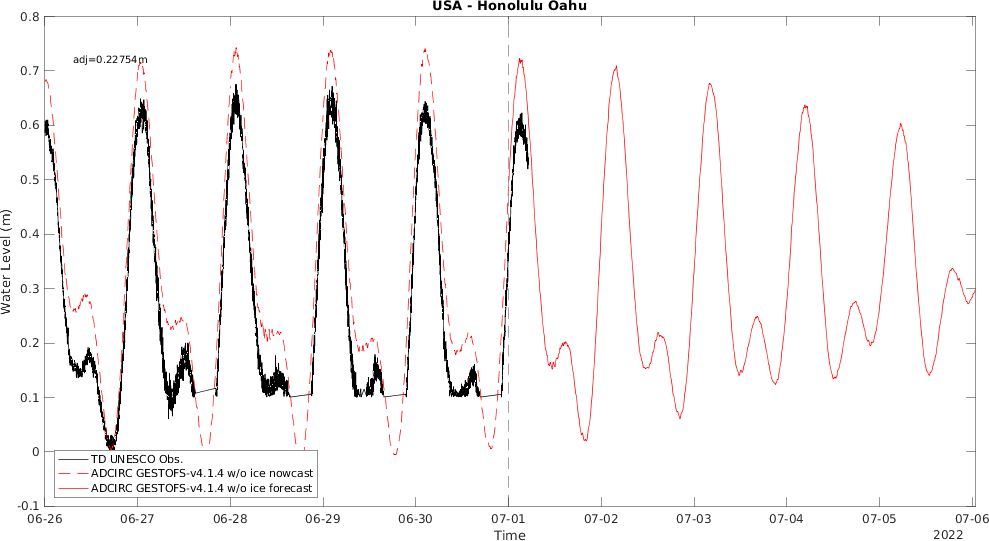 USA - Honolulu Oahu
adj=0.22754m
0.8
0.7
0.6
0.5
0.4
0.3
0.2
0.1
0
-0.1
Water Level (m)
TD UNESCO Obs.
ADCIRC GESTOFS-v4.1.4 w/o ice nowcast
ADCIRC GESTOFS-v4.1.4 w/o ice forecast
06-26 06-27 06-28 06-29 06-30 07-01 07-02 07-03 07-04 07-05 07-06
Time
2022